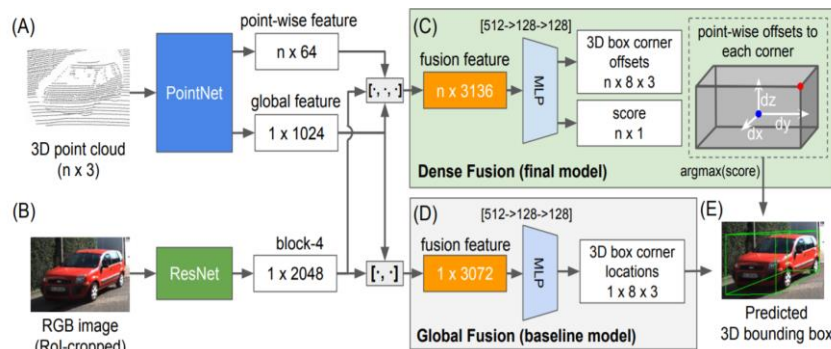 (A)
3D point cloud
(n x 3)
PointNet
point-wise feature
n x 64
global feature
1 x 1024
[·, ·, ·]
(B)
RGB image
(RoI-cropped)
ResNet
block-4
1 x 2048
[·, ·]
(C)
[512->128->128]
fusion feature
n x 3136
MLP
3D box corner
offsets
n x 8 x 3
score
n x 1
Dense Fusion (final model)
point-wise offsets to
each corner
dz
dy
dx
argmax(score)
(D)
[512->128->128]
fusion feature
1 x 3072
MLP
3D box corner
locations
1 x 8 x 3
Global Fusion (baseline model)
(E)
Predicted
3D bounding box